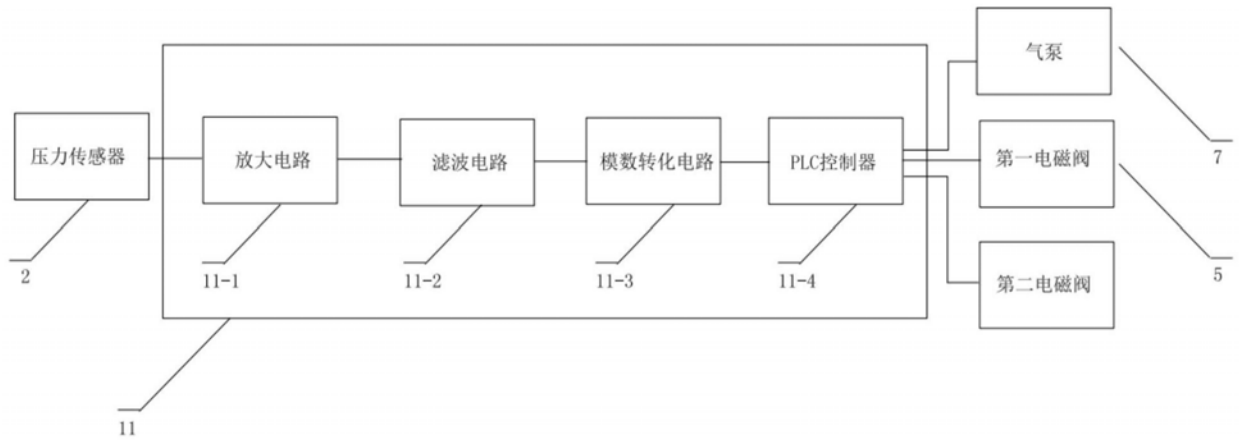 气泵
压力传感器
放大电路
滤波电路
模数转化电路
PLC控制器
第一电磁阀
7
2
11-1
11-2
11-3
11-4
第二电磁阀
5
11